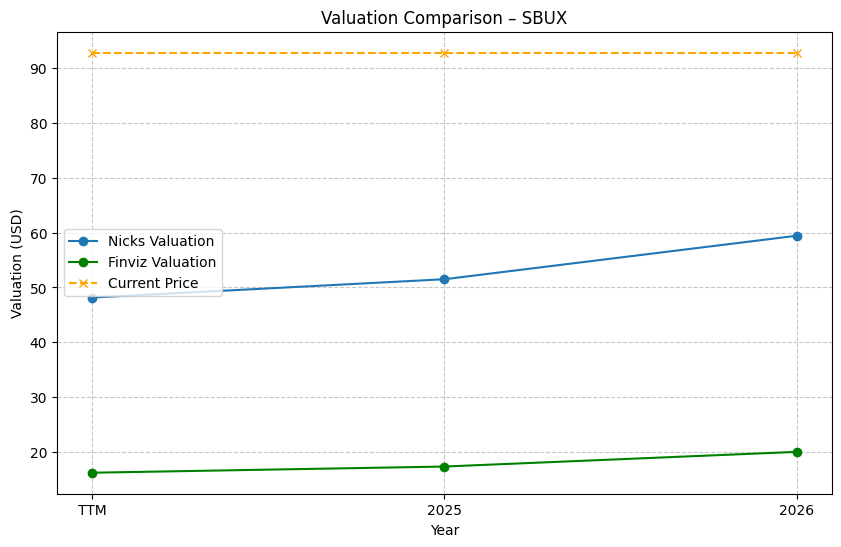 Valuation Comparison – SBUX
Valuation (USD)
90
80
70
60
50
40
30
20
Nicks Valuation
Finviz Valuation
Current Price
TTM
2025
2026
Year